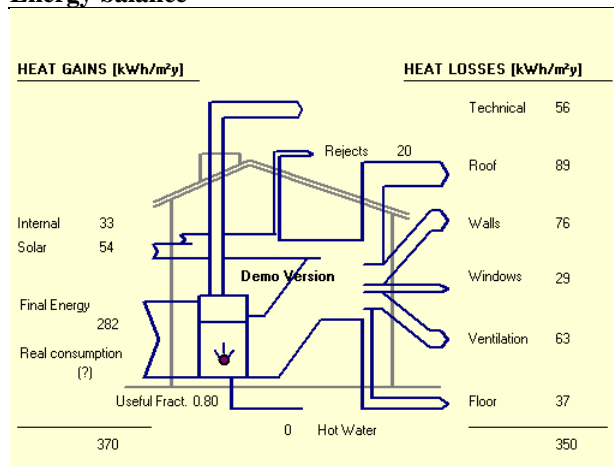 Energy balance
HEAT GAINS [kWh/m²y]
HEAT LOSSES [kWh/m²y]
Technical 56
Rejects 20
Roof 89
Internal 33
Walls 76
Solar 54
Demo Version
Windows 29
Final Energy
282
Real consumption
(?)
Ventilation 63
Useful Fract. 0.80
Floor 37
0 Hot Water
370
350